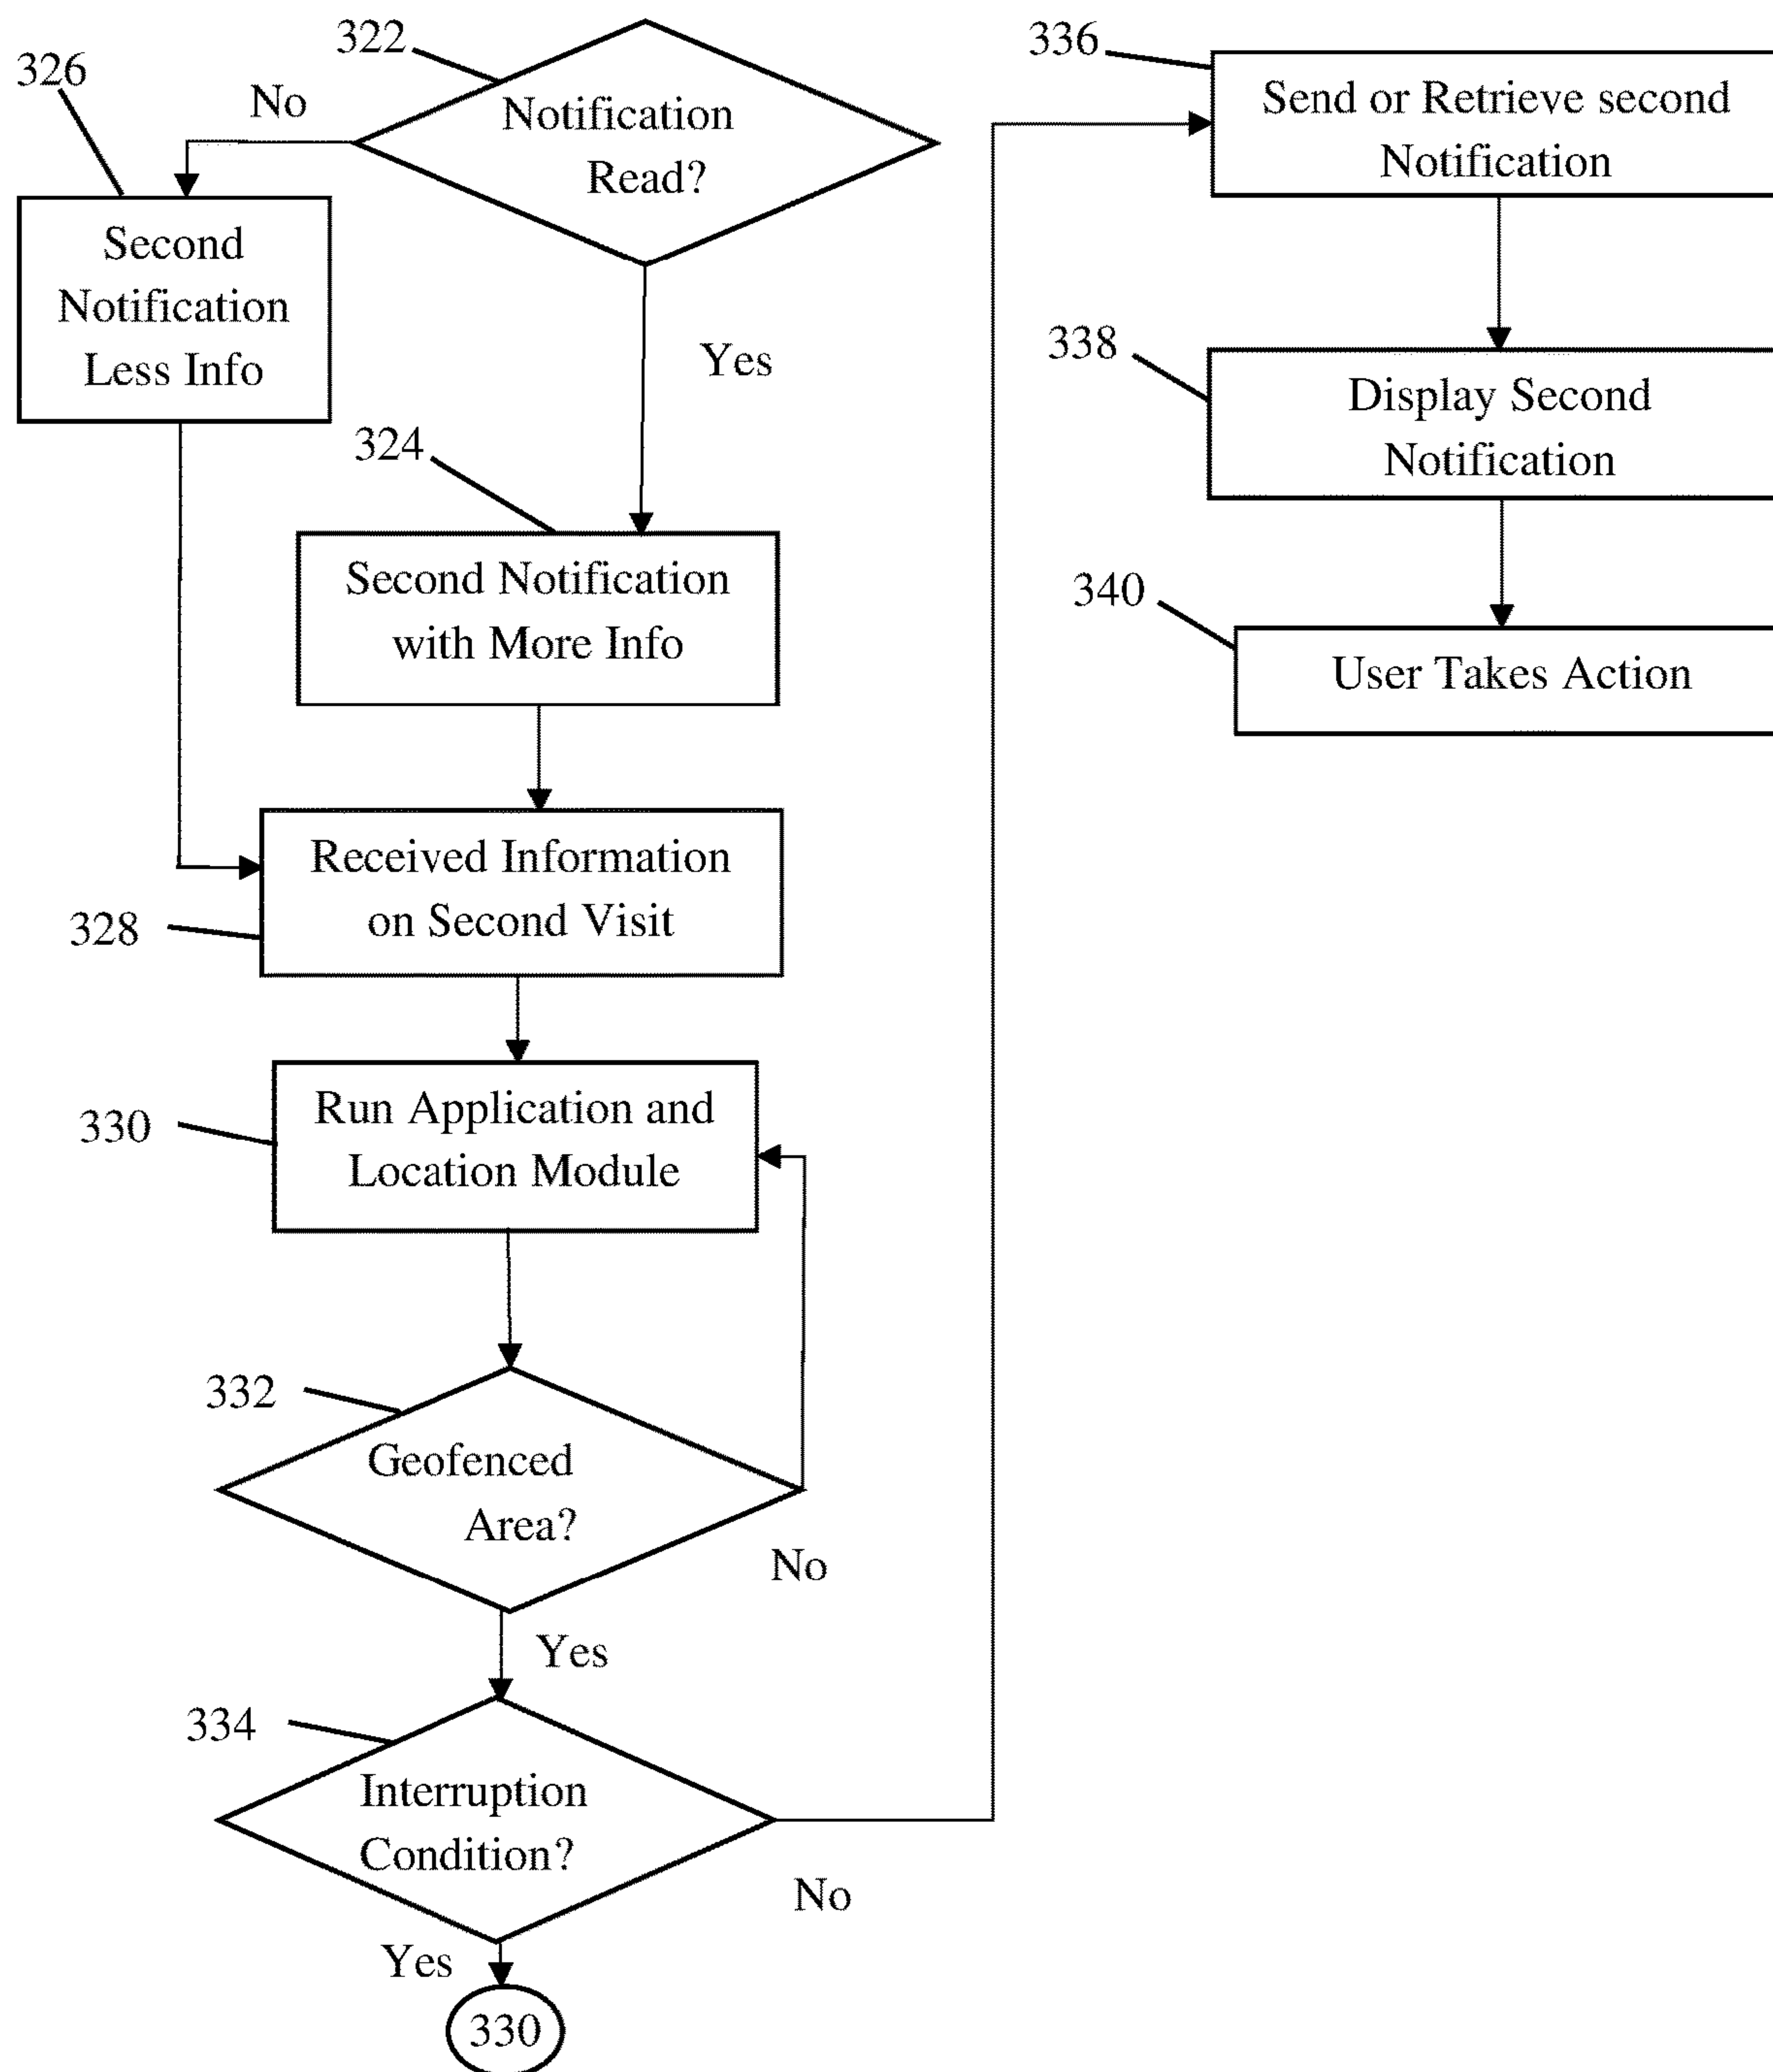 322
326
No
Notification
Read?
Second
Notification
Less Info
Yes
324
Second Notification
with More Info
328
Received Information
on Second Visit
330
Run Application and
Location Module
332
Geofenced
Area?
No
Yes
334
Interruption
Condition?
No
Yes
330
336
Send or Retrieve second
Notification
338
Display Second
Notification
340
User Takes Action